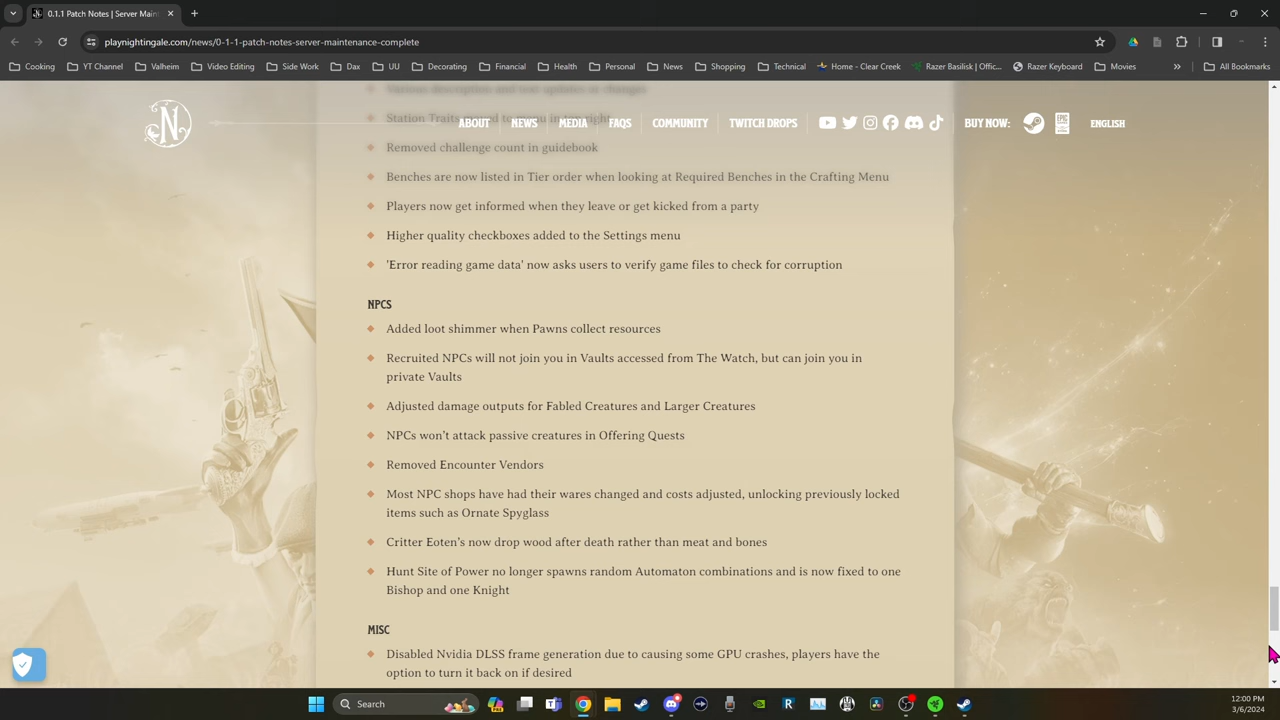 0.1.1 Patch Notes | Server Main
playnightingale.com/news/0-1-1-patch-notes-server-maintenance-complete
Cooking YT Channel Valheim Video Editing Side Work Dax UU Decorating Financial Health Personal News Shopping Technical Home - Clear Creek Razer Basilisk | Offic... Razer Keyboard Movies » All Bookmarks
Various description and text updates or changes
Station Traits
N ABOUT NEWS MEDIA FAQS COMMUNITY TWITCH DROPS BUY NOW: ENGLISH
Removed challenge count in guidebook
Benches are now listed in Tier order when looking at Required Benches in the Crafting Menu
Players now get informed when they leave or get kicked from a party
Higher quality checkboxes added to the Settings menu
'Error reading game data' now asks users to verify game files to check for corruption
NPCS
Added loot shimmer when Pawns collect resources
Recruited NPCs will not join you in Vaults accessed from The Watch, but can join you in
private Vaults
Adjusted damage outputs for Fabled Creatures and Larger Creatures
NPCs won't attack passive creatures in Offering Quests
Removed Encounter Vendors
Most NPC shops have had their wares changed and costs adjusted, unlocking previously locked
items such as Ornate Spyglass
Critter Eoten's now drop wood after death rather than meat and bones
Hunt Site of Power no longer spawns random Automaton combinations and is now fixed to one
Bishop and one Knight
MISC
Disabled Nvidia DLSS frame generation due to causing some GPU crashes, players have the
option to turn it back on if desired
Search
12:00 PM
3/6/2024